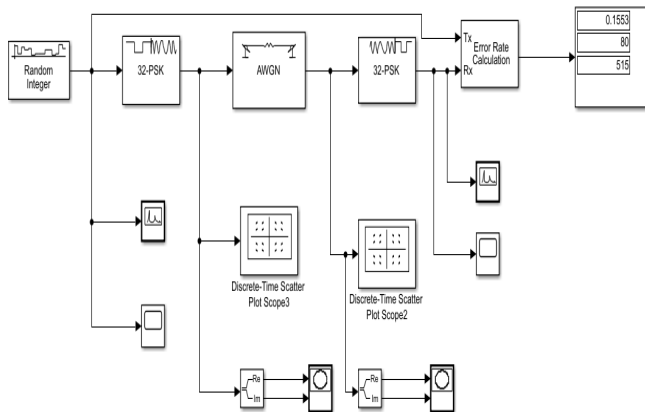 0.1553
80
515
Tx
Rx
Error Rate
Calculation
Random
Integer
32-PSK
AWGN
32-PSK
Discrete-Time Scatter
Plot Scope3
Discrete-Time Scatter
Plot Scope2
Re
Im
Re
Im